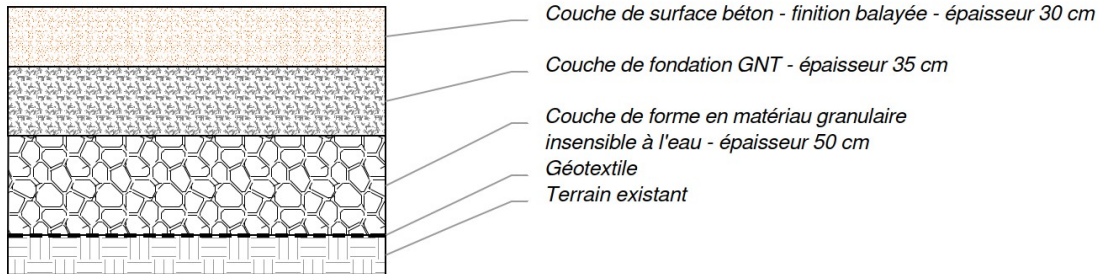 Couche de surface béton - finition balayée - épaisseur 30 cm
Couche de fondation GNT - épaisseur 35 cm
Couche de forme en matériau granulaire
insensible à l'eau - épaisseur 50 cm
Géotextile
Terrain existant